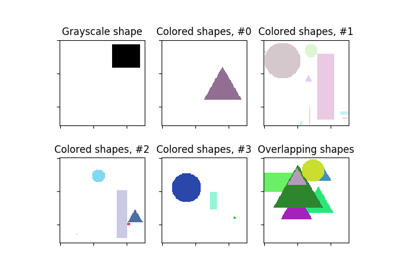 Grayscale shape
Colored shapes, #0
Colored shapes, #1
Colored shapes, #2
Colored shapes, #3
Overlapping shapes